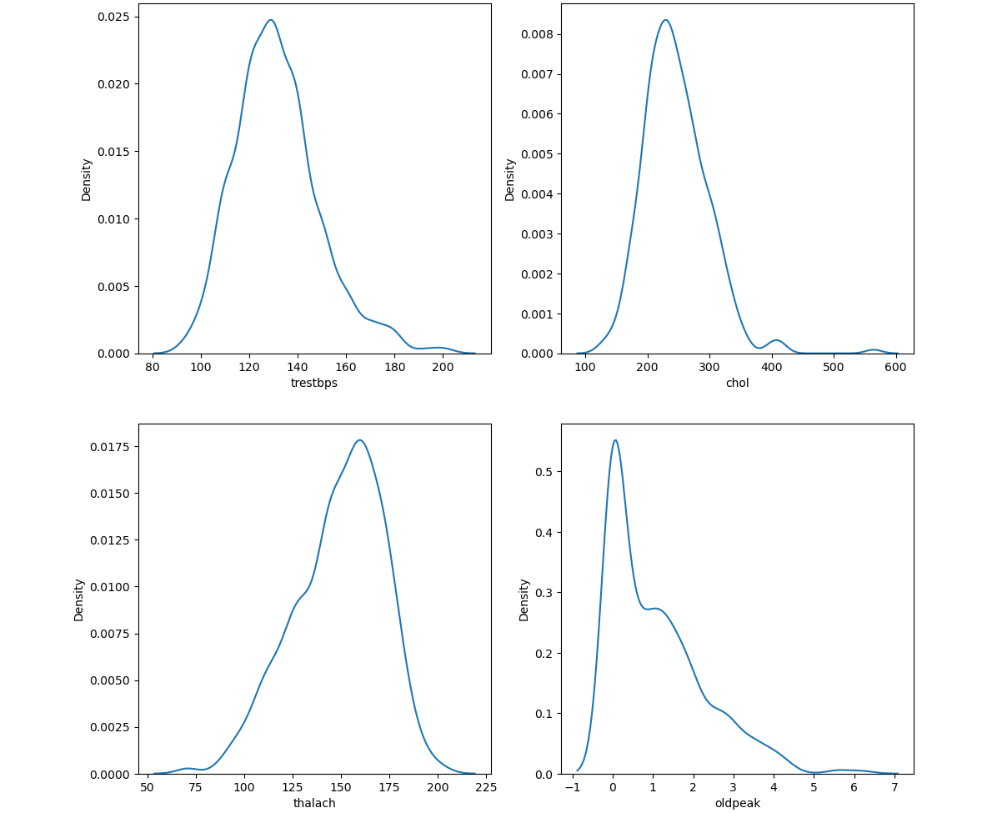 0.025
0.020
0.015
0.010
0.005
0.000
Density
80 100 120 140 160 180 200
trestbps
0.008
0.007
0.006
0.005
0.004
0.003
0.002
0.001
0.000
Density
100 200 300 400 500 600
chol
0.0175
0.0150
0.0125
0.0100
0.0075
0.0050
0.0025
0.0000
Density
50 75 100 125 150 175 200 225
thalach
0.5
0.4
0.3
0.2
0.1
0.0
Density
−1 0 1 2 3 4 5 6 7
oldpeak